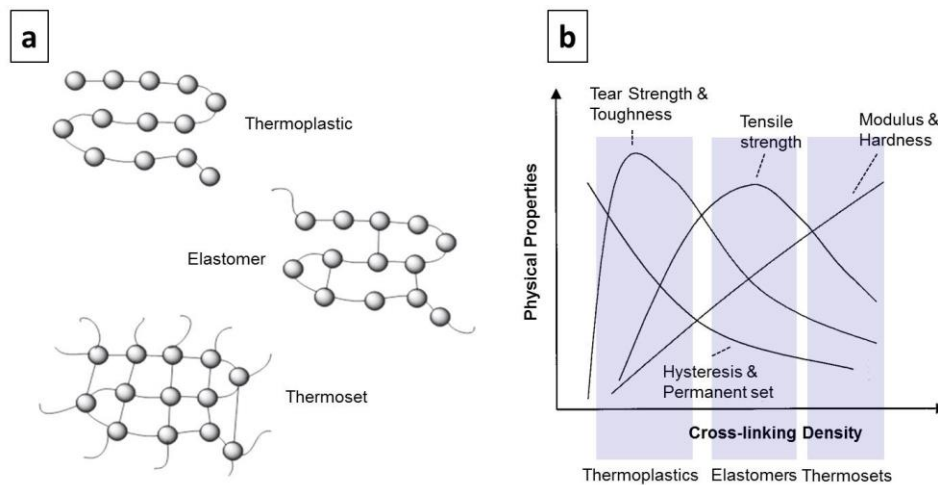 a
Thermoplastic
Elastomer
Thermoset
b
Tear Strength &
Toughness
Tensile
strength
Modulus &
Hardness
Physical Properties
Hysteresis &
Permanent set
Cross-linking Density
Thermoplastics
Elastomers
Thermosets